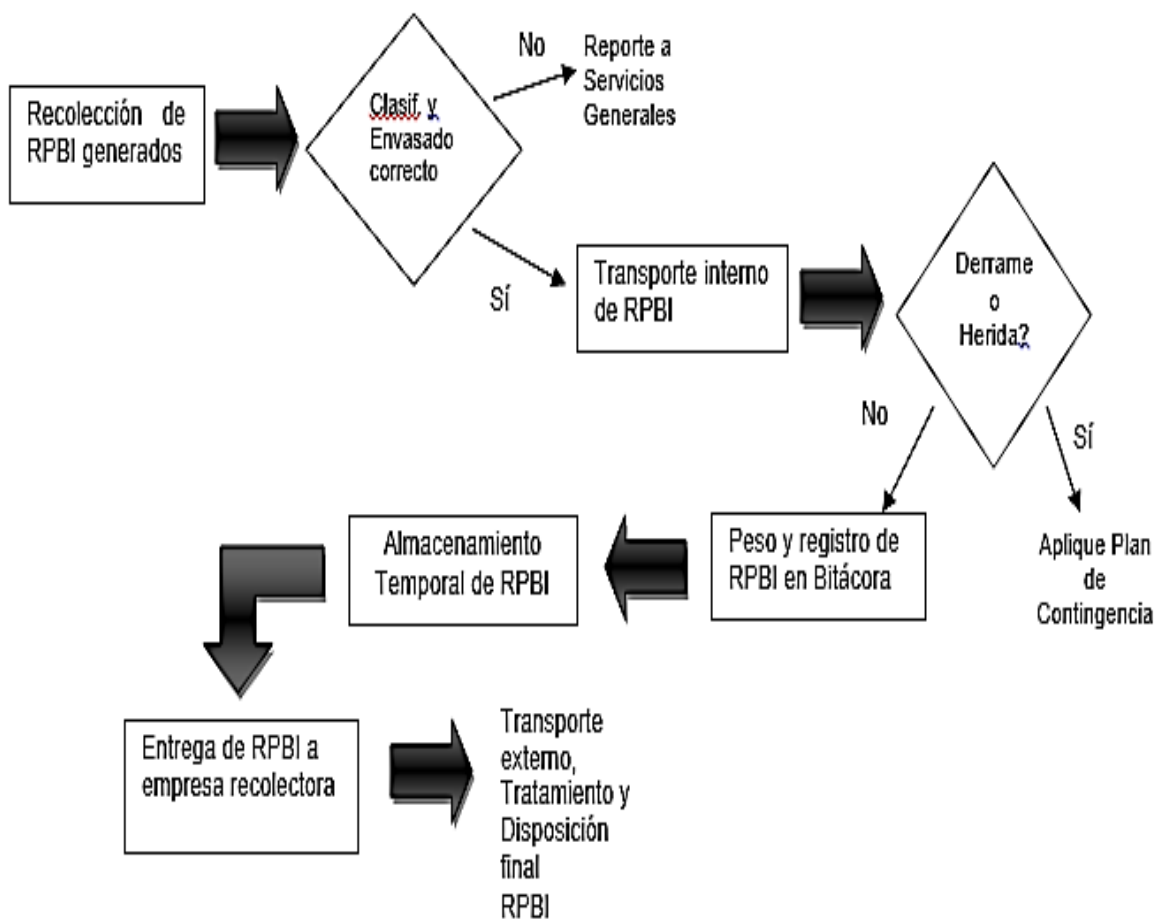 Recolección de
RPBI generados
Clasif. y
Envasado
correcto
No
Reporte a
Servicios
Generales
Sí
Transporte interno
de RPBI
Derrame
o
Herida?
No
Sí
Aplique Plan
de
Contingencia
Peso y registro de
RPBI en Bitácora
Almacenamiento
Temporal de RPBI
Entrega de RPBI a
empresa recolectora
Transporte
externo,
Tratamiento y
Disposición
final
RPBI